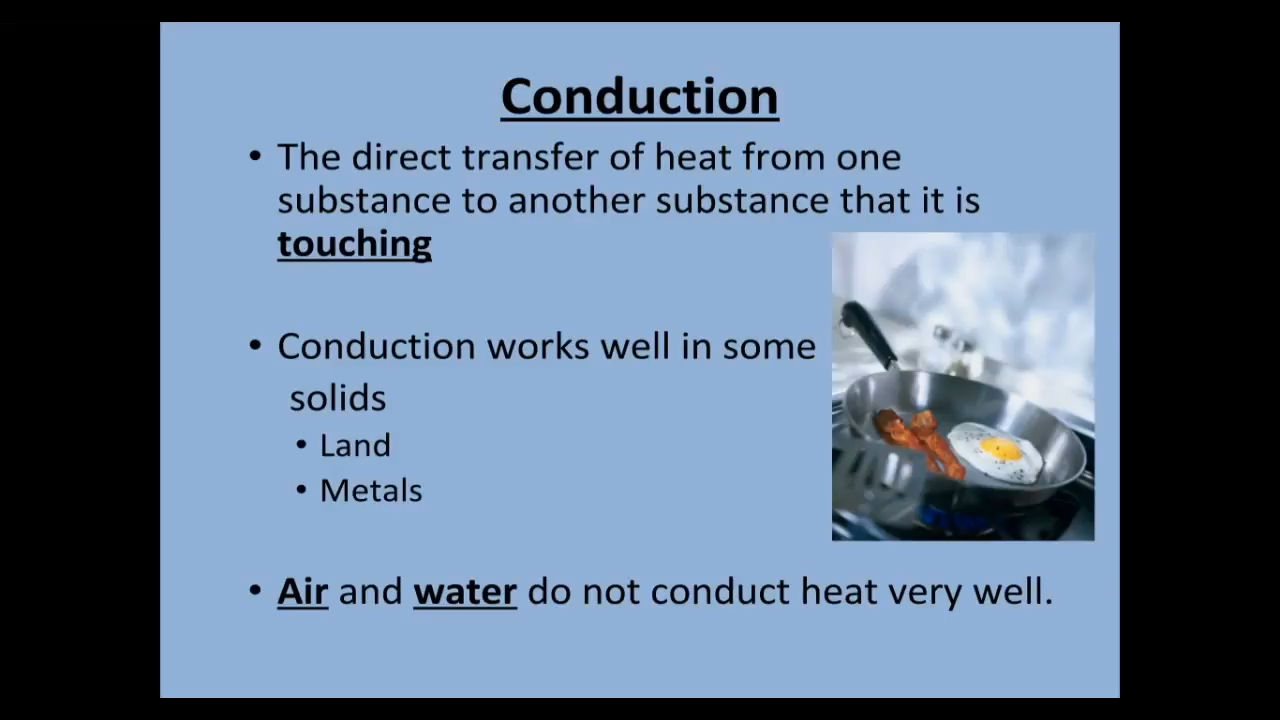 Conduction
• The direct transfer of heat from one
substance to another substance that it is
touching
• Conduction works well in some
solids
• Land
• Metals
• Air and water do not conduct heat very well.